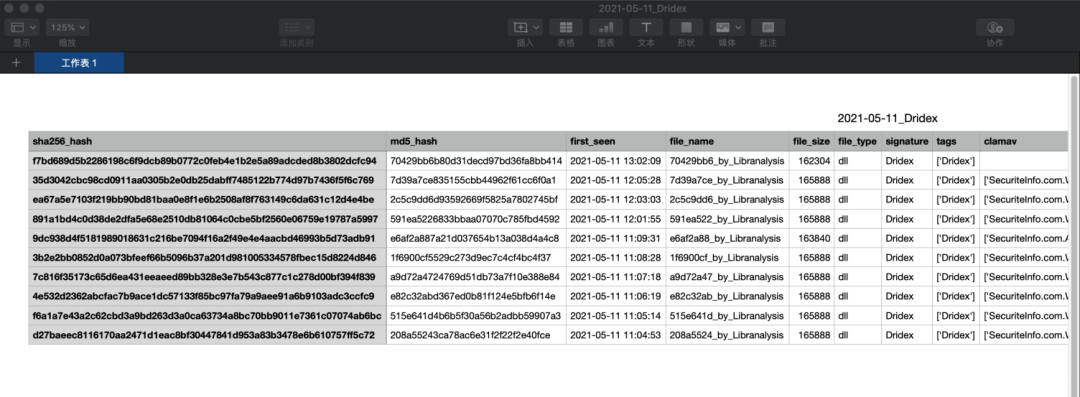 2021-05-11_Dridex
125%
显示
缩放
添加类别
插入
表格
图表
文本
形状
媒体
批注
协作
工作表 1
2021-05-11_Dridex
sha256_hash md5_hash first_seen file_name file_size file_type signature tags clamav
f7bd689d5b2286198c6f9dcb89b0772c0feb4e1b2e5a89adcded8b3802dcfc94 70429bb6b80d31decd97bd36fa8bb414 2021-05-11 13:02:09 70429bb6_by_Libranalysis 162304 dll Dridex ['Dridex']
35d3042cbc98cd0911aa0305b2e0db25dabff7485122b774d97b7436f5f6c769 7d39a7ce835155cbb44962f61cc6f0a1 2021-05-11 12:05:28 7d39a7ce_by_Libranalysis 165888 dll Dridex ['Dridex'] ['SecuriteInfo.com.W
ea67a5e7103f219bb90bd81baa0e8f1e6b2508af8f763149c6da631c12d4e4be 2c5c9dd6d93592669f5825a7802745bf 2021-05-11 12:03:03 2c5c9dd6_by_Libranalysis 165888 dll Dridex ['Dridex'] ['SecuriteInfo.com.W
891a1bd4c0d38de2dfa5e68e2510db81064c0cbe5bf2560e06759e19787a5997 591ea5226833bbaa07070c785fbd4592 2021-05-11 12:01:55 591ea522_by_Libranalysis 165888 dll Dridex ['Dridex'] ['SecuriteInfo.com.W
9dc938d4f5181989018631c216be7094f16a2f49e4e4aacbd46993b5d73adb91 e6af2a887a21d037654b13a038d4a4c8 2021-05-11 11:09:31 e6af2a88_by_Libranalysis 163840 dll Dridex ['Dridex'] ['SecuriteInfo.com.A
3b2e2bb0852d0a073bfeef66b5096b37a201d981005334578fbec15d8224d846 1f6900cf5529c273d9ec7c4cf4bc4f37 2021-05-11 11:08:28 1f6900cf_by_Libranalysis 165888 dll Dridex ['Dridex'] ['SecuriteInfo.com.W
7c816f35173c65d6ea431eeaeed89bb328e3e7b543c877c1c278d00bf394f839 a9d72a4724769d51db73a7f10e388e84 2021-05-11 11:07:18 a9d72a47_by_Libranalysis 165888 dll Dridex ['Dridex'] ['SecuriteInfo.com.W
4e532d2362abcfac7b9ace1dc57133f85bc97fa79a9aee91a6b9103adc3ccfc9 e82c32abd367ed0b81f124e5bfb6f14e 2021-05-11 11:06:19 e82c32ab_by_Libranalysis 165888 dll Dridex ['Dridex'] ['SecuriteInfo.com.W
f6a1a7e43a2c62cbd3a9bd263d3a0ca63734a8bc70bb9011e7361c07074ab6bc 515e641d4b6b5f30a56b2adbb59907a3 2021-05-11 11:05:14 515e641d_by_Libranalysis 165888 dll Dridex ['Dridex'] ['SecuriteInfo.com.W
d27baeec8116170aa2471d1eac8bf30447841d953a83b3478e6b610757ff5c72 208a55243ca78ac6e31f2f22f2e40fce 2021-05-11 11:04:53 208a5524_by_Libranalysis 165888 dll Dridex ['Dridex'] ['SecuriteInfo.com.W